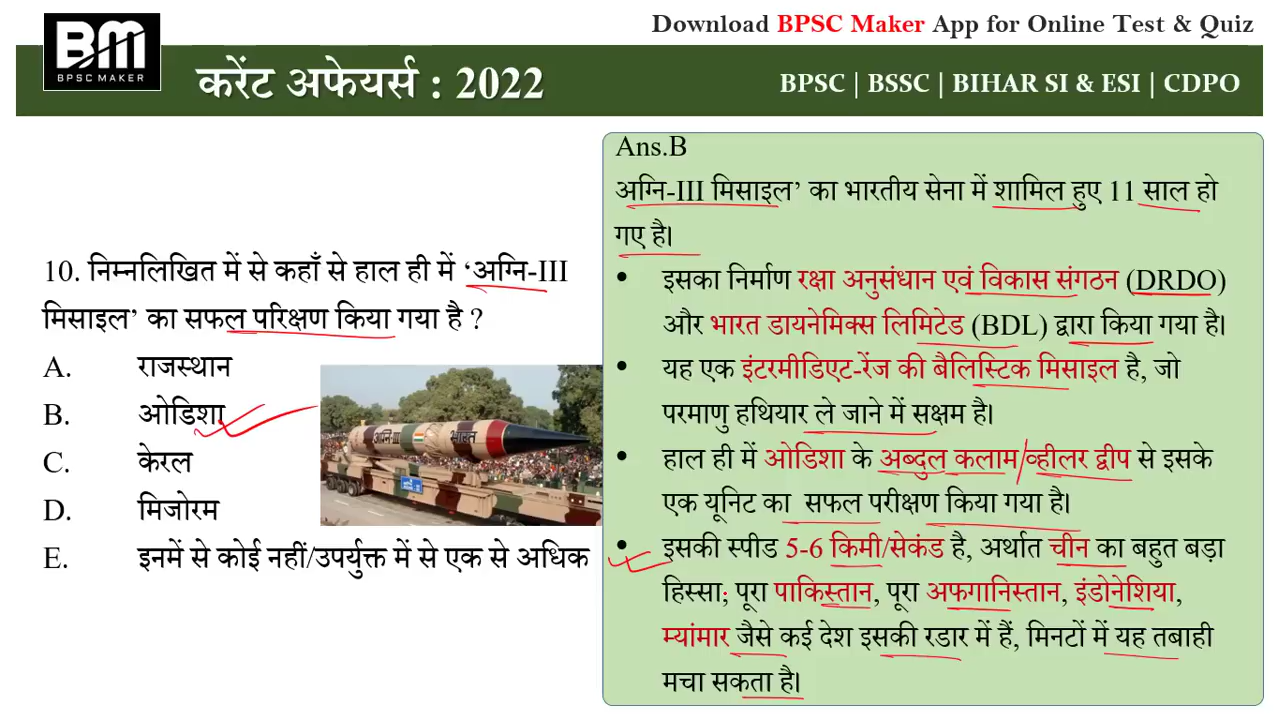 Download BPSC Maker App for Online Test & Quiz
BM
BPSC MAKER
करेंट अफेयर्स : 2022
BPSC | BSSC | BIHAR SI & ESI | CDPO
10. निम्नलिखित में से कहाँ से हाल ही में ‘अग्नि-III
मिसाइल’ का सफल परिक्षण किया गया है ?
A. राजस्थान
B. ओडिशा
C. केरल
D. मिजोरम
E. इनमें से कोई नहीं/उपर्युक्त में से एक से अधिक
अग्नि-III
भारत
Ans.B
अग्नि-III मिसाइल’ का भारतीय सेना में शामिल हुए 11 साल हो
गए है।
• इसका निर्माण रक्षा अनुसंधान एवं विकास संगठन (DRDO)
और भारत डायनेमिक्स लिमिटेड (BDL) द्वारा किया गया है।
• यह एक इंटरमीडिएट-रेंज की बैलिस्टिक मिसाइल है, जो
परमाणु हथियार ले जाने में सक्षम है।
• हाल ही में ओडिशा के अब्दुल कलाम/व्हीलर द्वीप से इसके
एक यूनिट का सफल परीक्षण किया गया है।
• इसकी स्पीड 5-6 किमी/सेकंड है, अर्थात चीन का बहुत बड़ा
हिस्सा; पूरा पाकिस्तान, पूरा अफगानिस्तान, इंडोनेशिया,
म्यांमार जैसे कई देश इसकी रडार में हैं, मिनटों में यह तबाही
मचा सकता है।